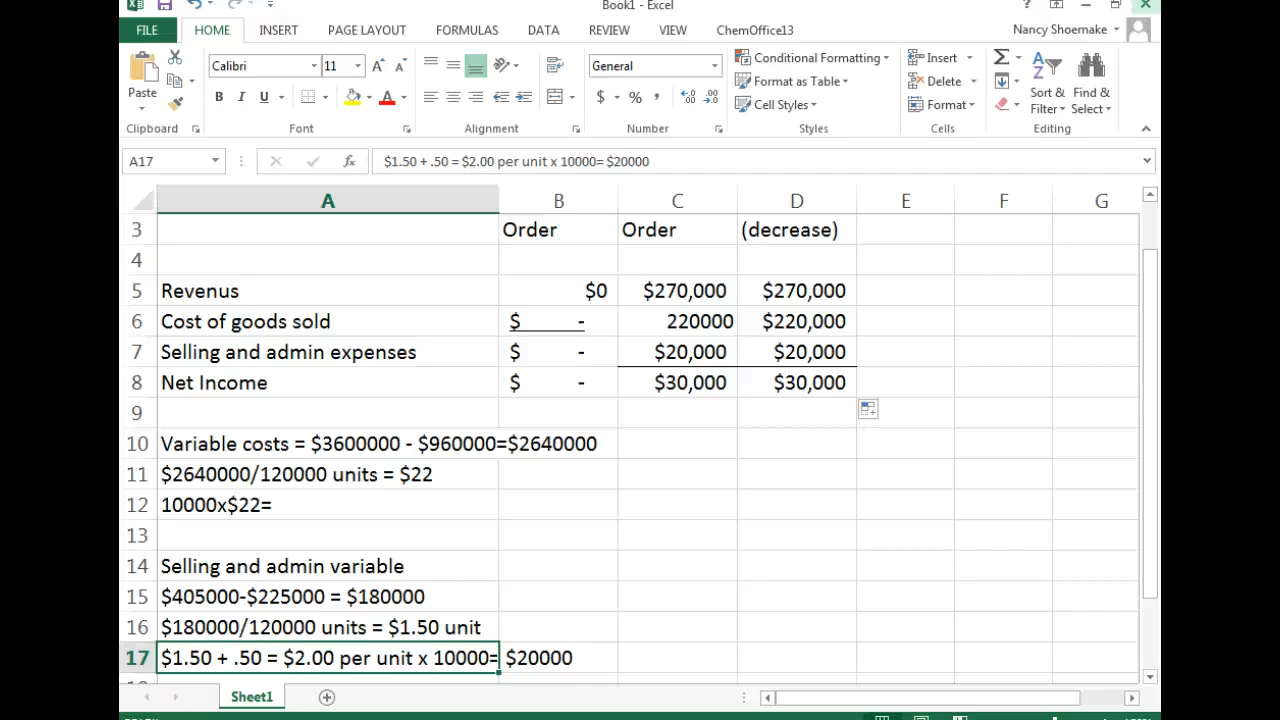 Book1 - Excel
FILE HOME INSERT PAGE LAYOUT FORMULAS DATA REVIEW VIEW ChemOffice13 Nancy Shoemake
Paste
Calibri 11
General
Conditional Formatting
Format as Table
Cell Styles
Insert
Delete
Format
Sort & Filter
Find & Select
Clipboard Font Alignment Number Styles Cells Editing
A17 fx $1.50 + .50 = $2.00 per unit x 10000= $20000
A B C D E F G
3 Order Order (decrease)
4
5 Revenus $0 $270,000 $270,000
6 Cost of goods sold $ - 220000 $220,000
7 Selling and admin expenses $ - $20,000 $20,000
8 Net Income $ - $30,000 $30,000
9
10 Variable costs = $3600000 - $960000=$2640000
11 $2640000/120000 units = $22
12 10000x$22=
13
14 Selling and admin variable
15 $405000-$225000 = $180000
16 $180000/120000 units = $1.50 unit
17 $1.50 + .50 = $2.00 per unit x 10000= $20000
Sheet1